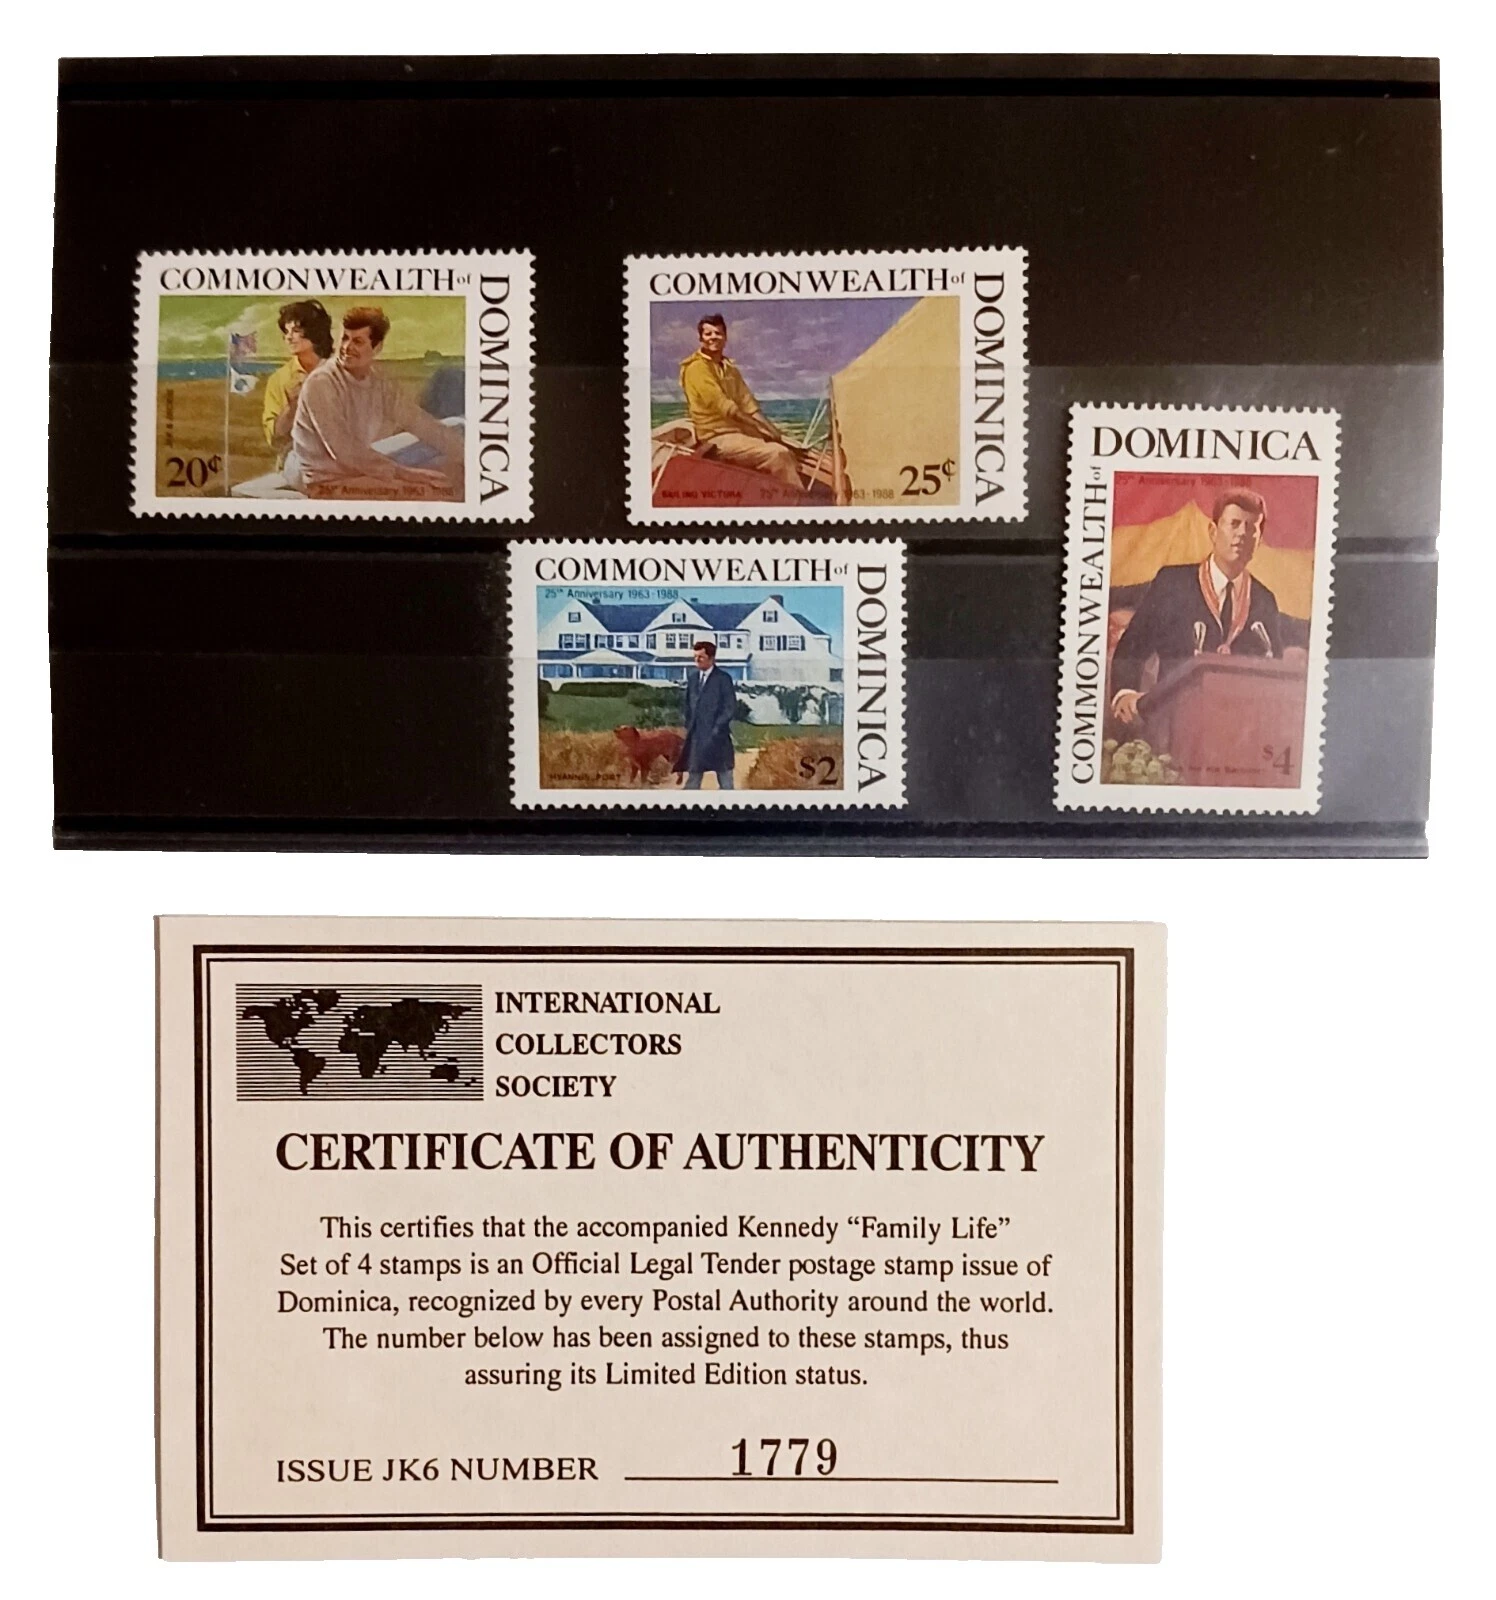 COMMONWEALTH of
DOMINICA
20¢
25th Anniversary 1963-1988
COMMONWEALTH of
DOMINICA
SAILING VICTURA
25th Anniversary 1963-1988
25¢
COMMONWEALTH of
DOMINICA
25th Anniversary 1963-1988
HYANNIS PORT
$2
DOMINICA
COMMONWEALTH of
25th Anniversary 1963-1988
$4
INTERNATIONAL
COLLECTORS
SOCIETY
CERTIFICATE OF AUTHENTICITY
This certifies that the accompanied Kennedy “Family Life”
Set of 4 stamps is an Official Legal Tender postage stamp issue of
Dominica, recognized by every Postal Authority around the world.
The number below has been assigned to these stamps, thus
assuring its Limited Edition status.
ISSUE JK6 NUMBER 1779